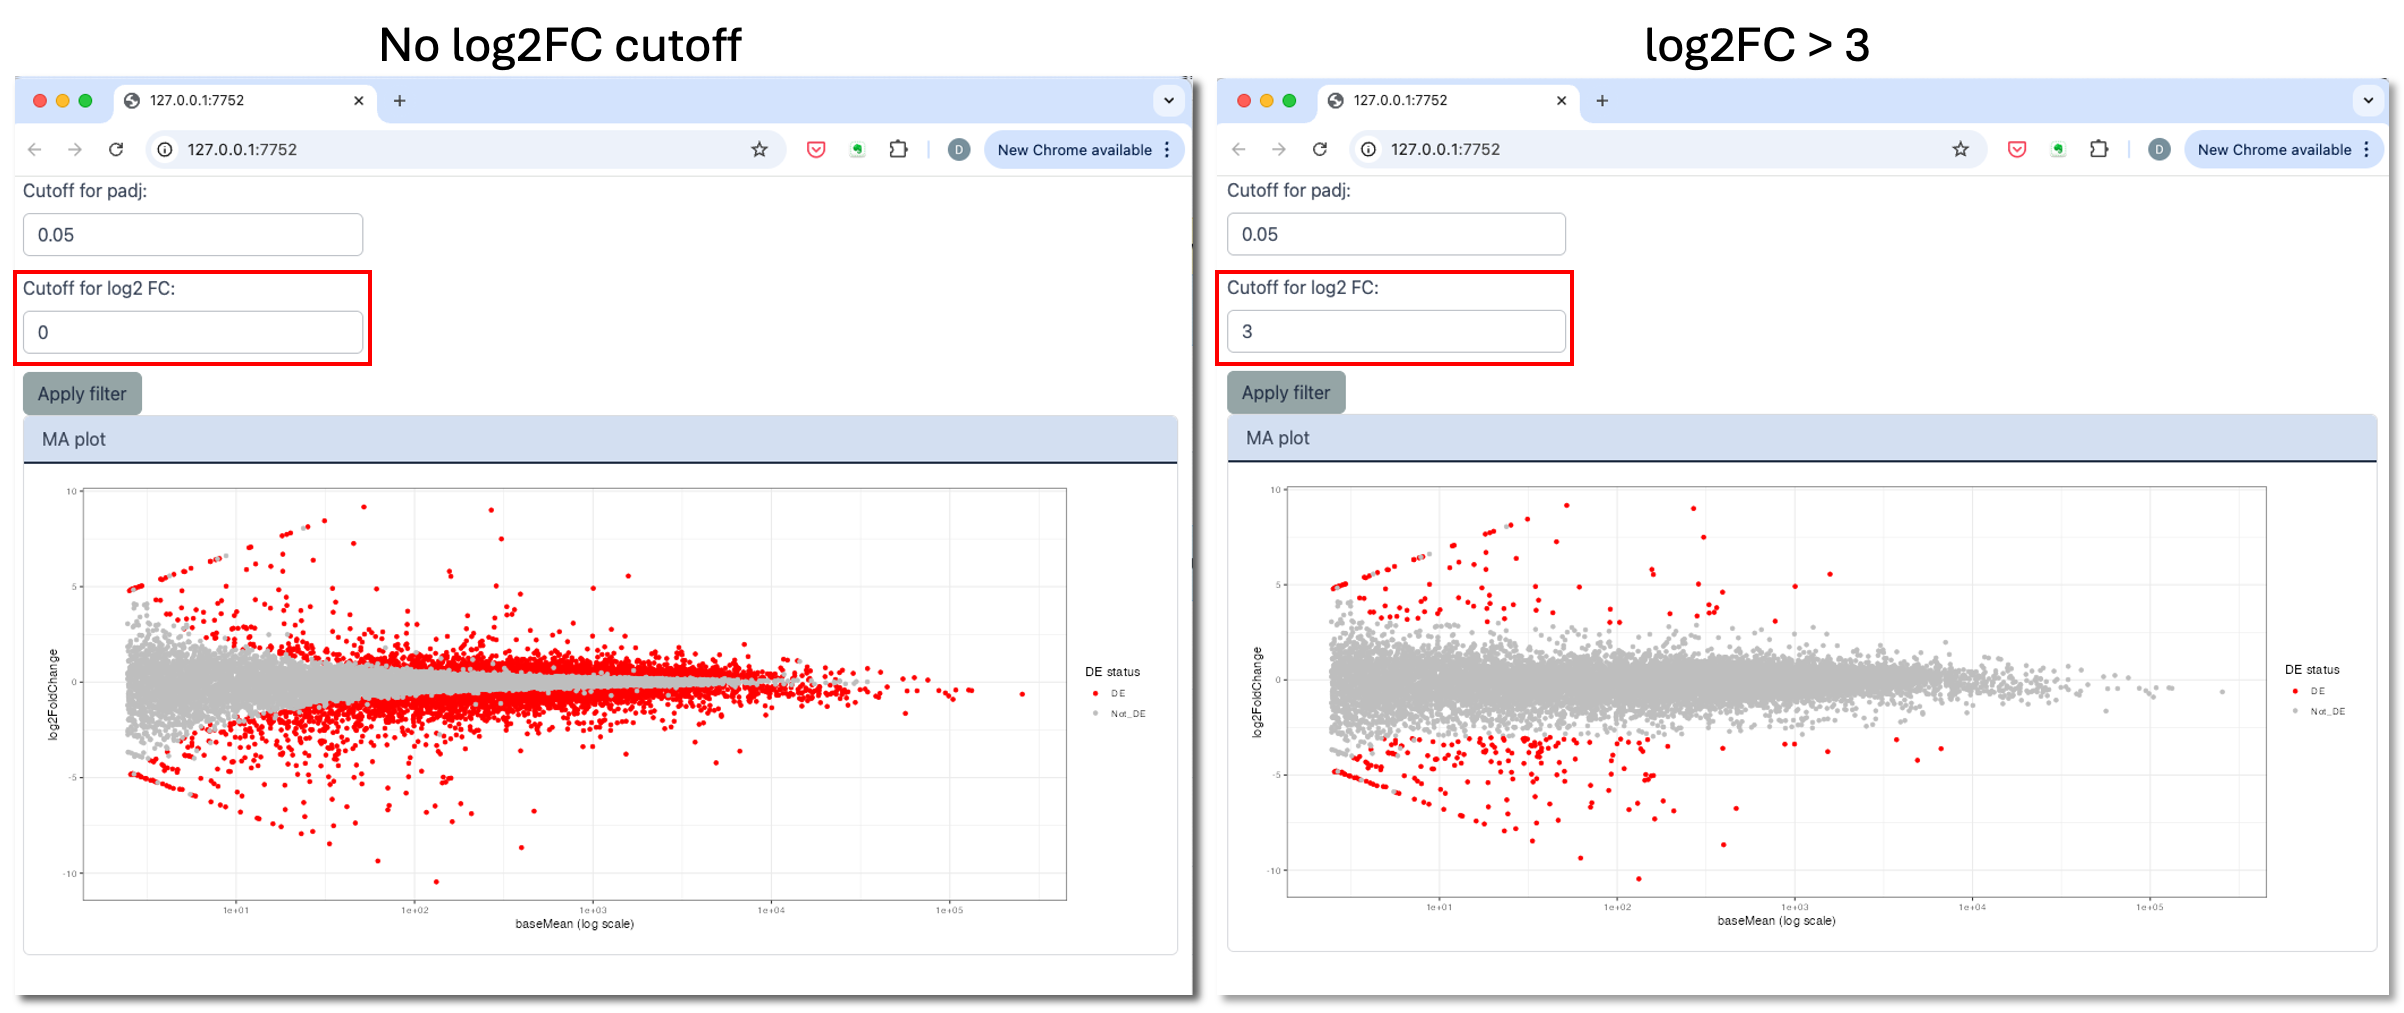 No log2FC cutoff
127.0.0.1:7752
127.0.0.1:7752
D
New Chrome available
Cutoff for padj:
0.05
Cutoff for log2 FC:
0
Apply filter
MA plot
10
5
0
-5
-10
log2FoldChange
1e+01 1e+02 1e+03 1e+04 1e+05
baseMean (log scale)
DE status
DE
Not_DE
log2FC > 3
127.0.0.1:7752
127.0.0.1:7752
D
New Chrome available
Cutoff for padj:
0.05
Cutoff for log2 FC:
3
Apply filter
MA plot
10
5
0
-5
-10
log2FoldChange
1e+01 1e+02 1e+03 1e+04 1e+05
baseMean (log scale)
DE status
DE
Not_DE